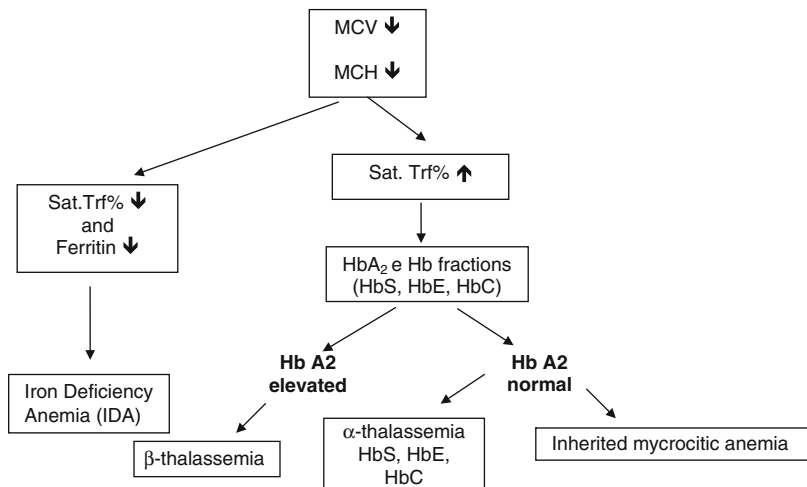 MCV 🡳
MCH 🡳
Sat. Trf% 🡱
Sat.Trf% 🡳
and
Ferritin 🡳
HbA₂ e Hb fractions
(HbS, HbE, HbC)
Hb A2
elevated
Hb A2
normal
Iron Deficiency
Anemia (IDA)
β-thalassemia
α-thalassemia
HbS, HbE,
HbC
Inherited mycrocitic anemia